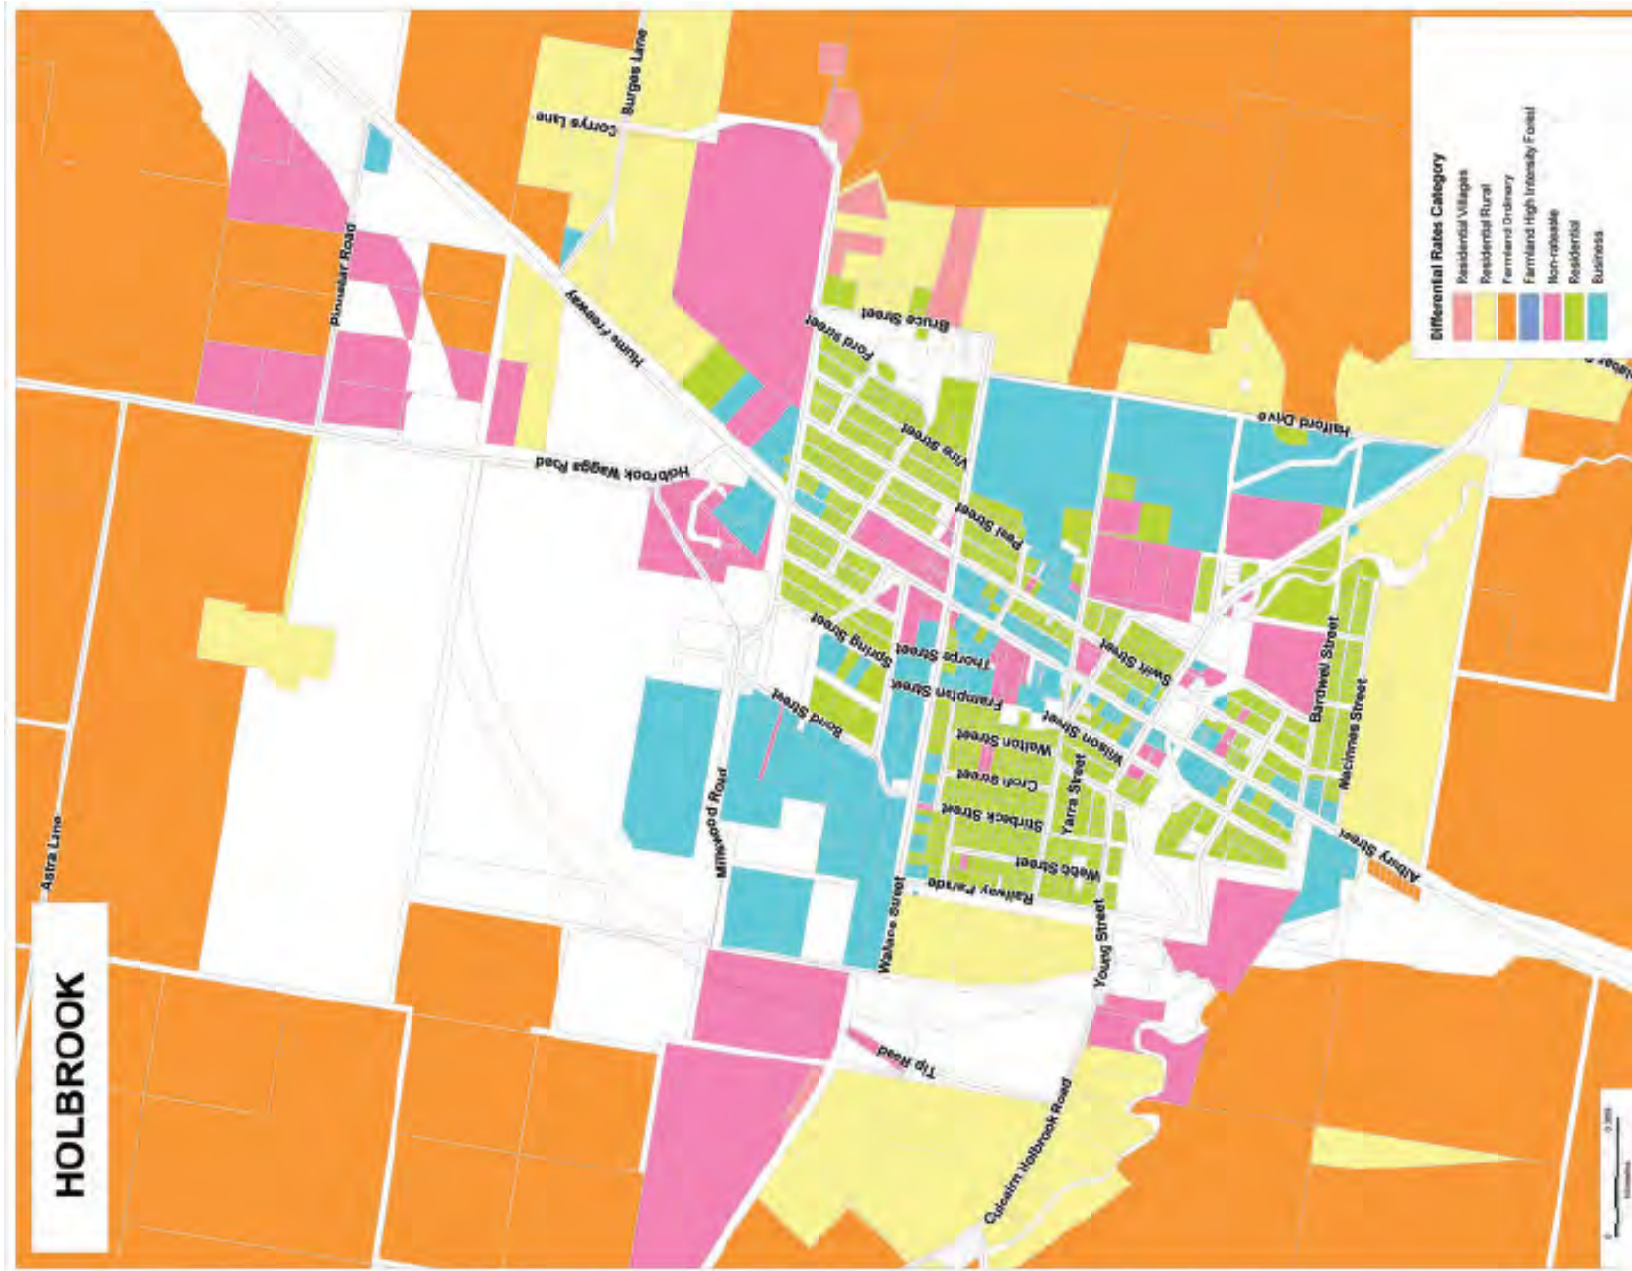 HOLBROOK
Differential Rates Category
Residential Villages
Residential Rural
Farmland Ordinary
Farmland High Intensity Forest
Non-rateable
Residential
Business
Burges Lane
Corrys Lane
Pinnabar Road
Hume Freeway
Holbrook Wagga Road
Ford Street
Bruce Street
Vine Street
Peel Street
Halford Drive
Spring Street
Thorpe Street
Frampton Street
Swift Street
Bond Street
Walton Street
Wilson Street
Croft Street
Yarra Street
Stirbeck Street
Webb Street
Railway Parade
Bardwel Street
Nacinnes Street
Albury Street
Millswood Road
Astra Lane
Wallace Street
Young Street
Tip Road
Culcairn Holbrook Road
0